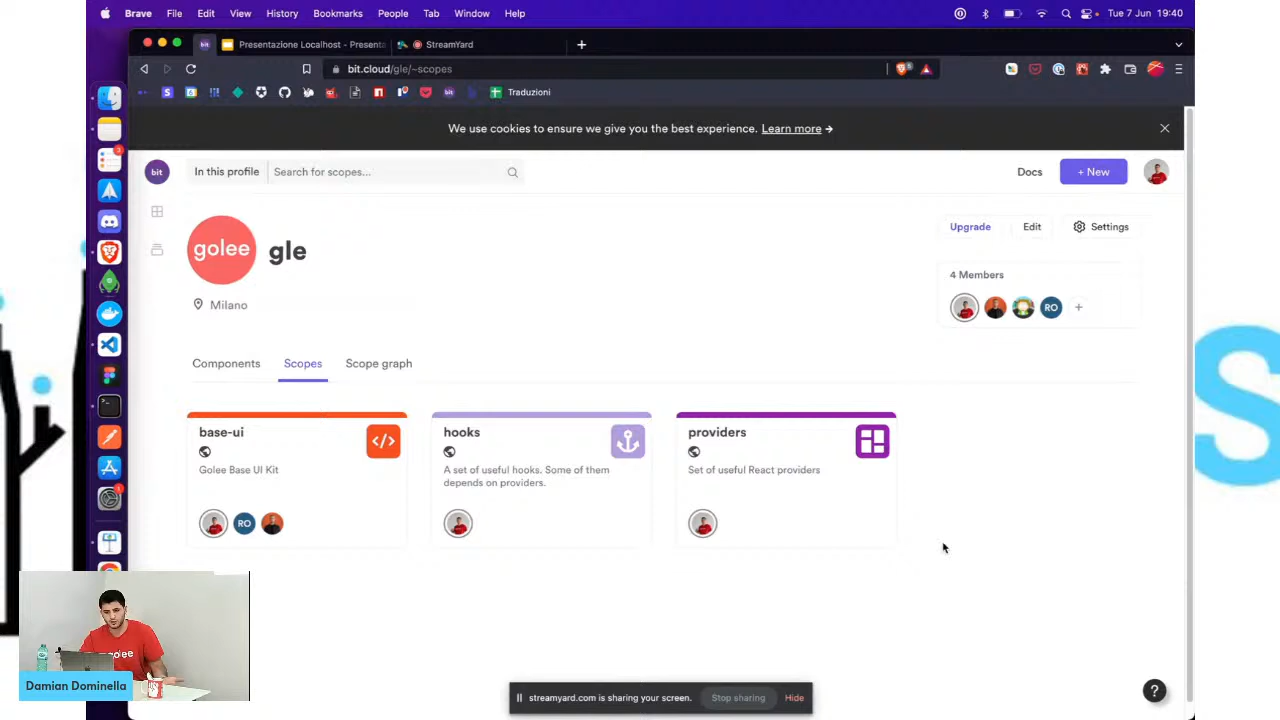 Brave File Edit View History Bookmarks People Tab Window Help
Tue 7 Jun 19:40
bit Presentazione Localhost - Presenta StreamYard
bit.cloud/gle/~scopes
Traduzioni
We use cookies to ensure we give you the best experience. Learn more →
bit In this profile Search for scopes... Docs + New
golee gle
Upgrade Edit Settings
4 Members
RO +
Milano
Components Scopes Scope graph
base-ui
Golee Base UI Kit
RO
hooks
A set of useful hooks. Some of them
depends on providers.
providers
Set of useful React providers
Damian Dominella
streamyard.com is sharing your screen. Stop sharing Hide
?
S